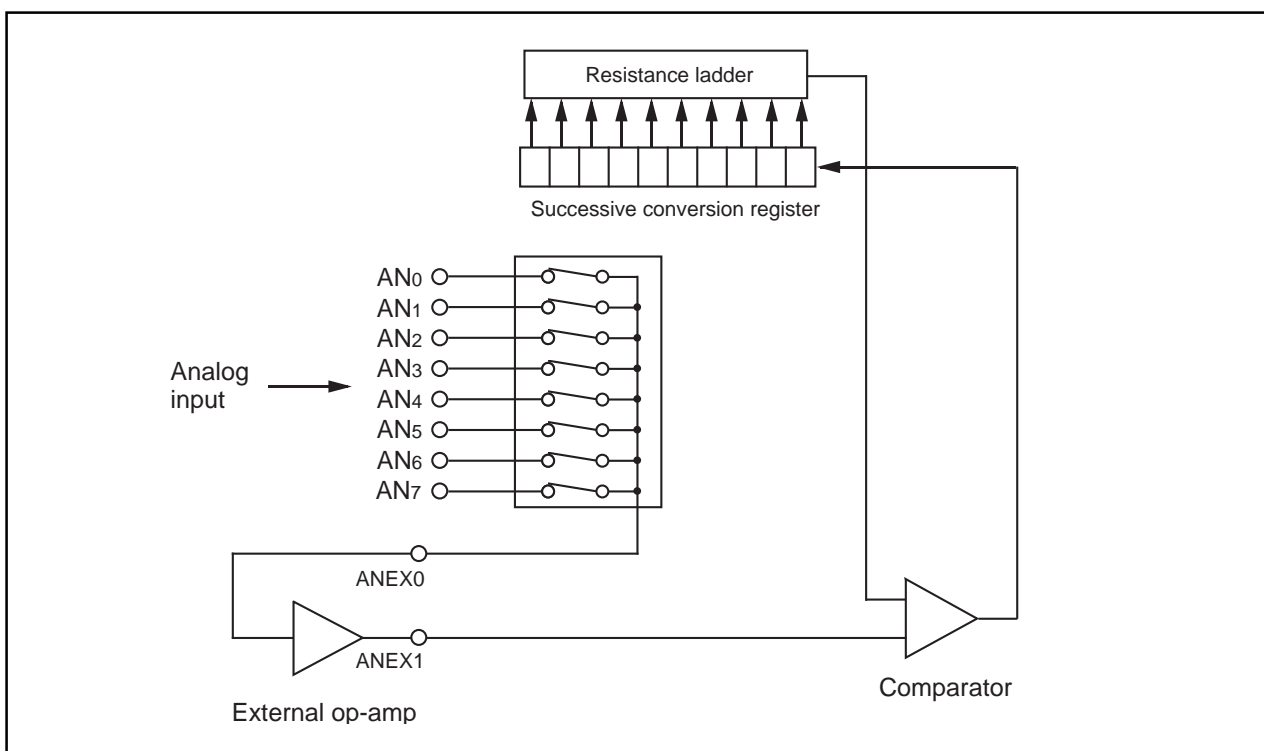 Resistance ladder
Successive conversion register
AN0
AN1
AN2
AN3
AN4
AN5
AN6
AN7
Analog
input
ANEX0
ANEX1
External op-amp
Comparator